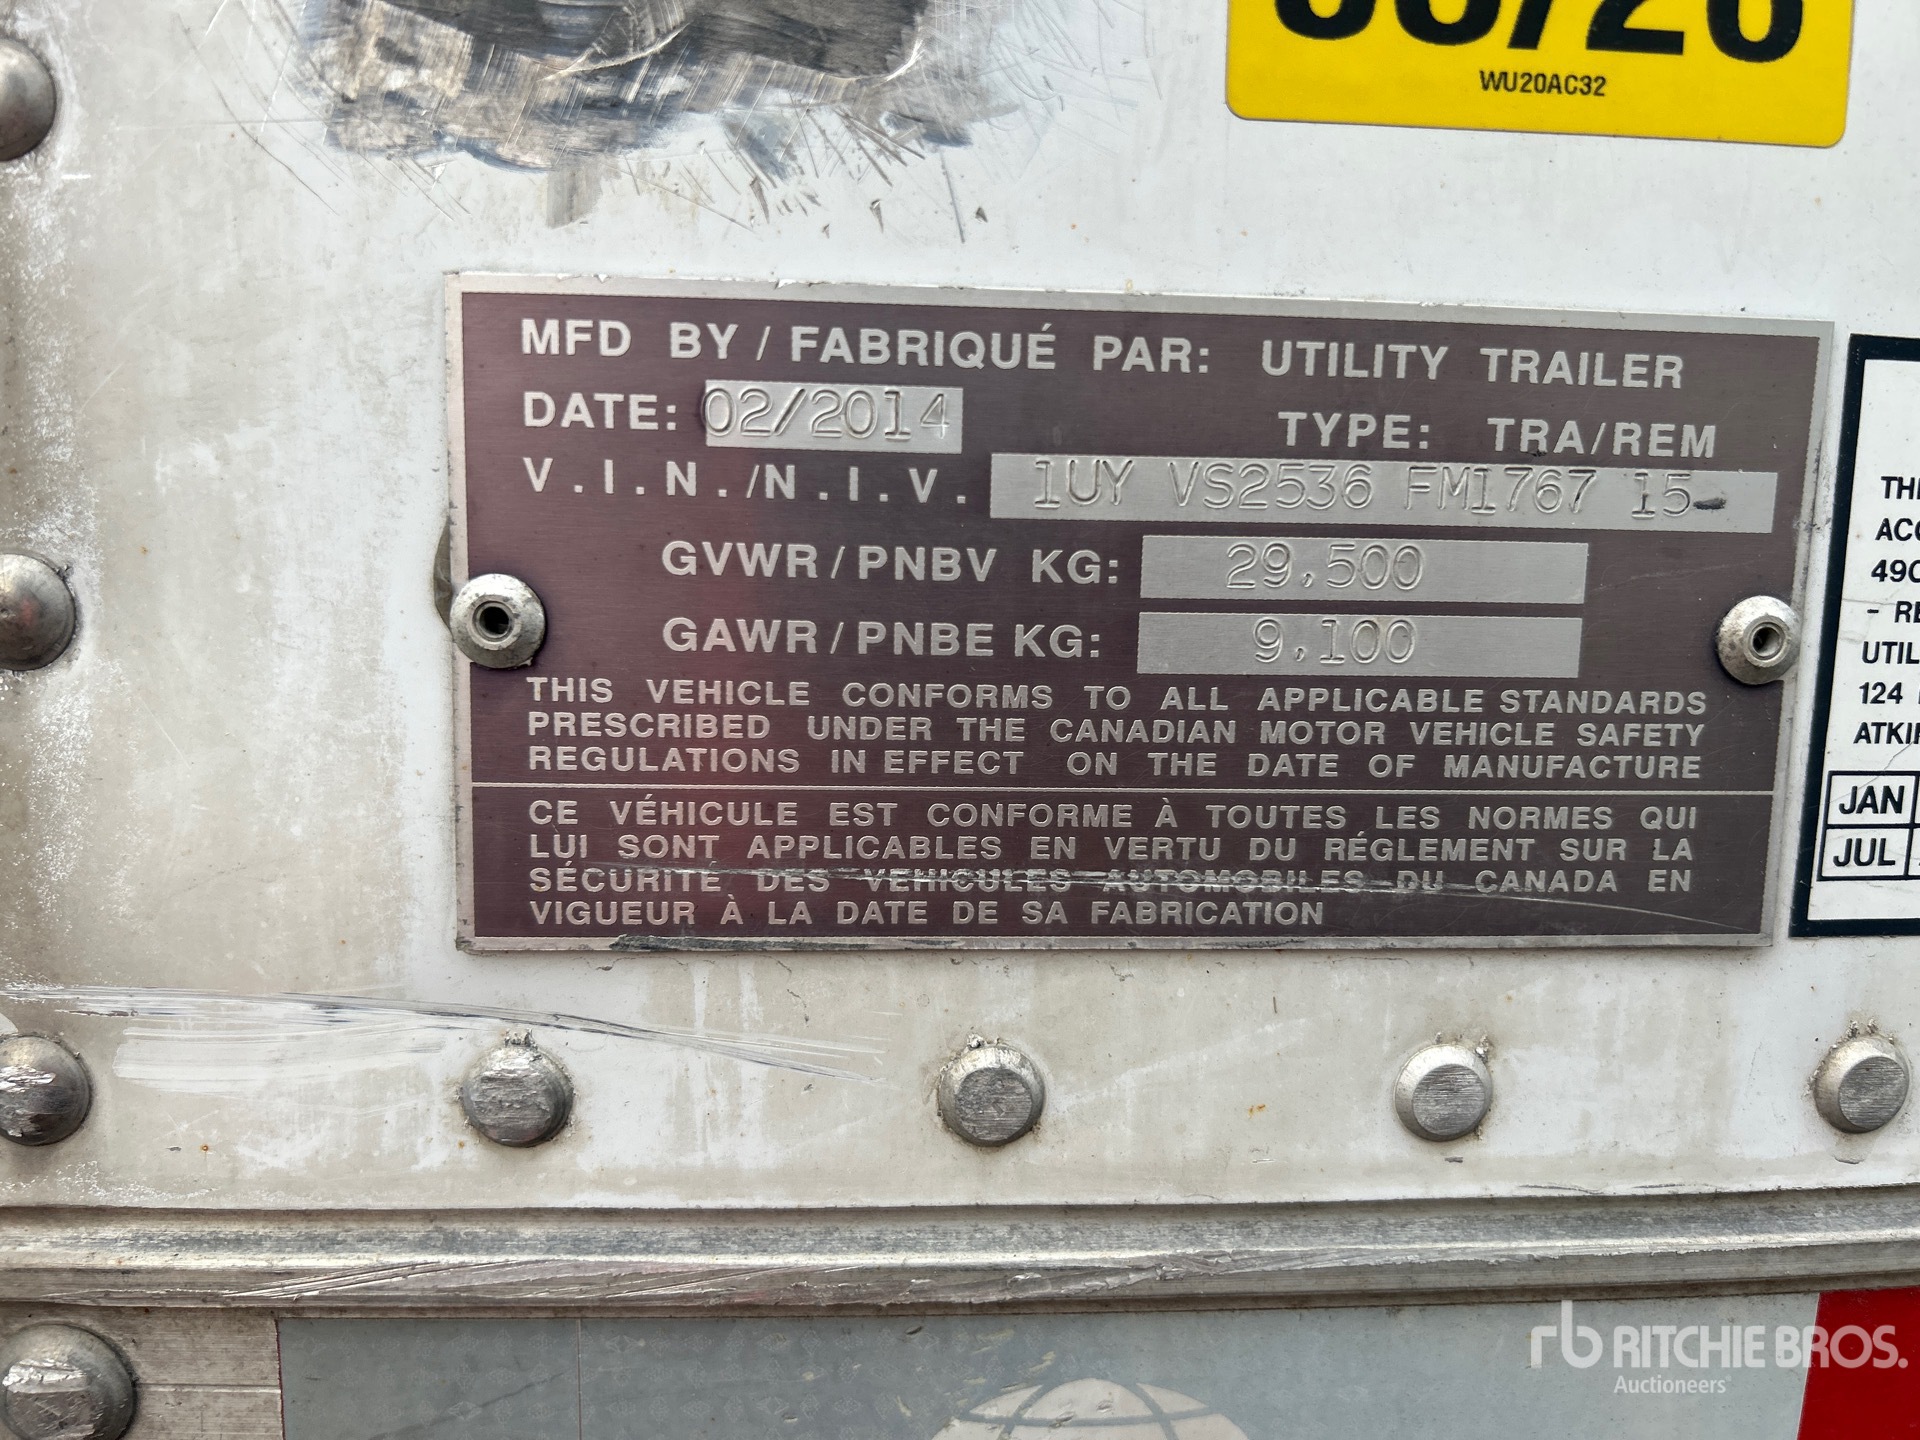 WU20AC32
MFD BY / FABRIQUÉ PAR: UTILITY TRAILER
DATE: 02/2014 TYPE: TRA/REM
V.I.N./N.I.V. 1UY VS2536 FM1767 15
GVWR/PNBV KG: 29,500
GAWR/PNBE KG: 9,100
THIS VEHICLE CONFORMS TO ALL APPLICABLE STANDARDS
PRESCRIBED UNDER THE CANADIAN MOTOR VEHICLE SAFETY
REGULATIONS IN EFFECT ON THE DATE OF MANUFACTURE
CE VÉHICULE EST CONFORME À TOUTES LES NORMES QUI
LUI SONT APPLICABLES EN VERTU DU RÉGLEMENT SUR LA
SÉCURITÉ DES VEHICULES AUTOMOBILES DU CANADA EN
VIGUEUR À LA DATE DE SA FABRICATION
124
JAN
JUL
rb RITCHIE BROS.
Auctioneers